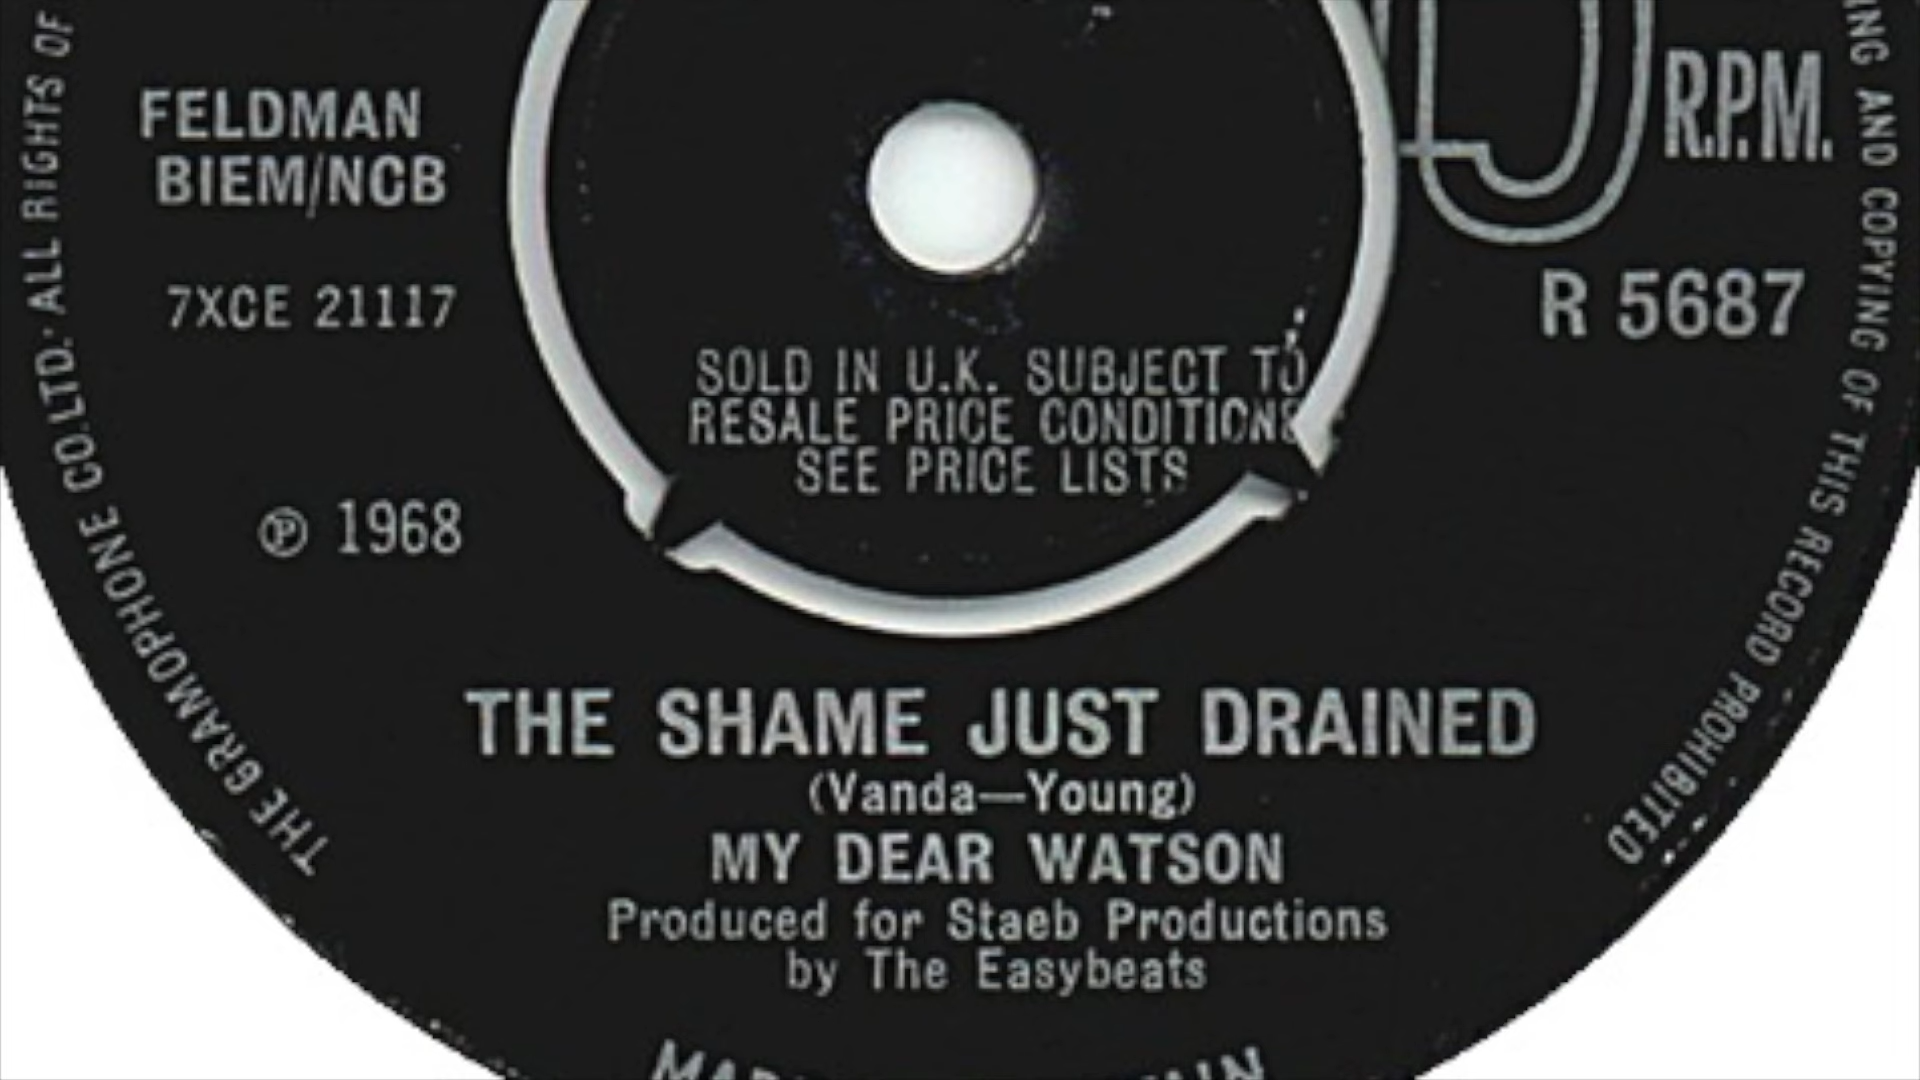 FELDMAN
BIEM/NCB
7XCE 21117
℗ 1968
R.P.M.
R 5687
SOLD IN U.K. SUBJECT TO
RESALE PRICE CONDITIONS
SEE PRICE LISTS
THE SHAME JUST DRAINED
(Vanda—Young)
MY DEAR WATSON
Produced for Staeb Productions
by The Easybeats
THE GRAMOPHONE CO. LTD. · ALL RIGHTS OF
AND COPYING OF THIS RECORD PROHIBITED